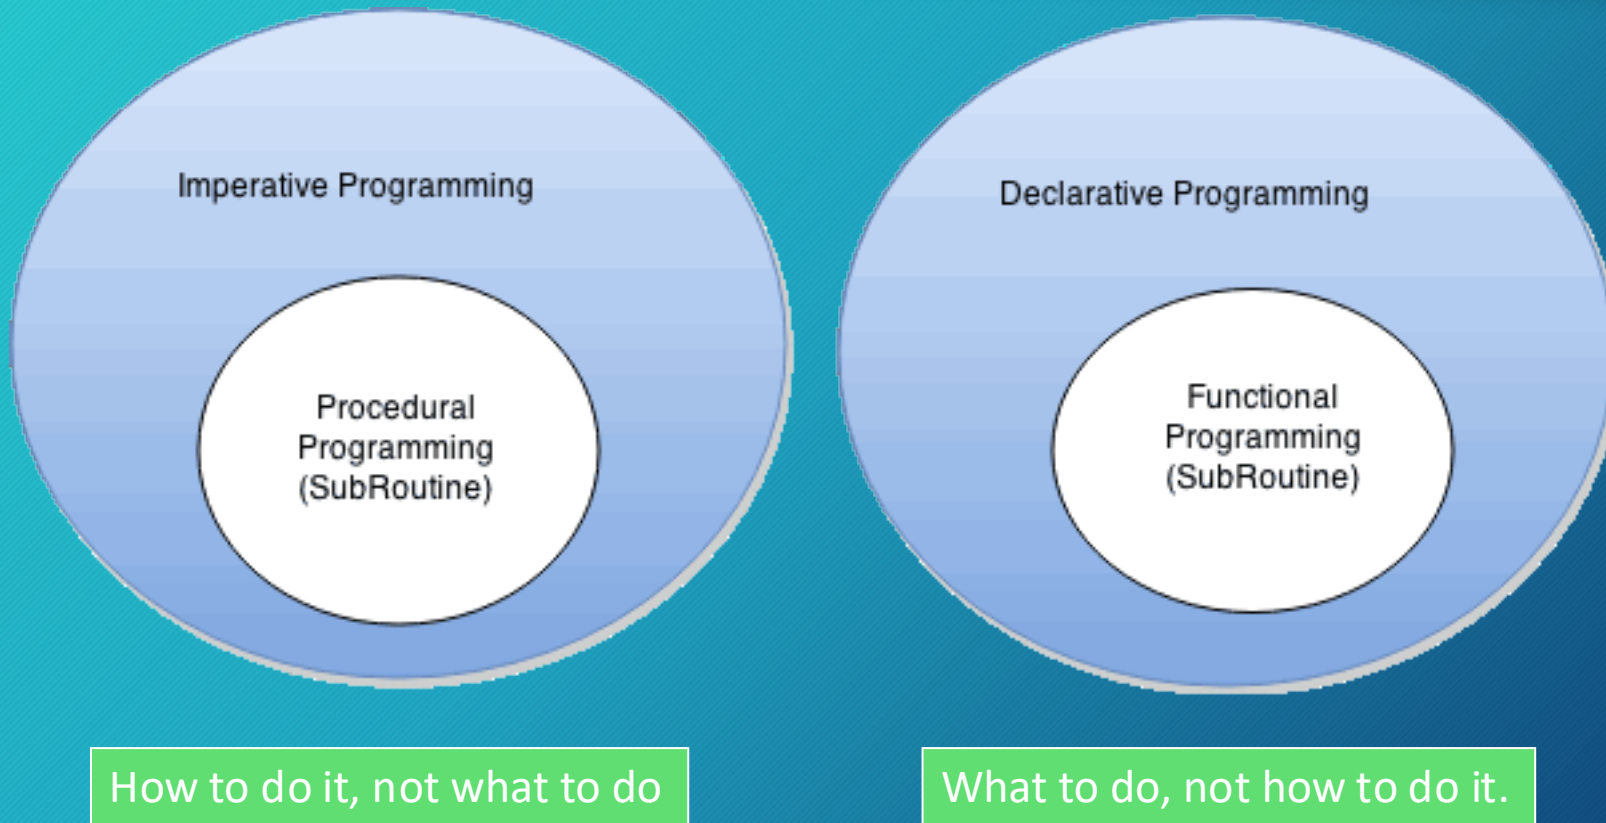 Imperative Programming
Procedural
Programming
(SubRoutine)
How to do it, not what to do
Declarative Programming
Functional
Programming
(SubRoutine)
What to do, not how to do it.